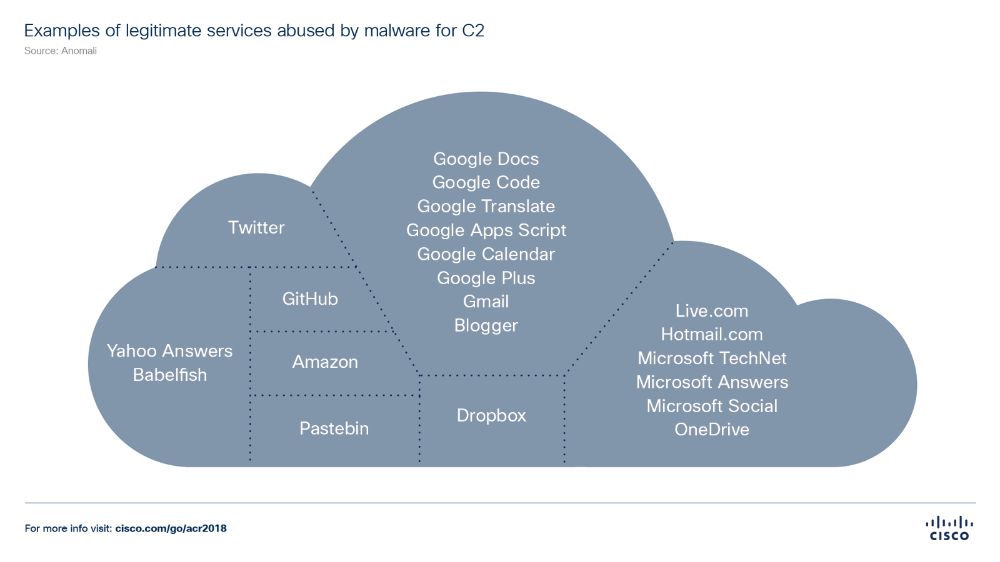 Examples of legitimate services abused by malware for C2
Source: Anomali
Twitter
GitHub
Yahoo Answers
Babelfish
Amazon
Pastebin
Google Docs
Google Code
Google Translate
Google Apps Script
Google Calendar
Google Plus
Gmail
Blogger
Dropbox
Live.com
Hotmail.com
Microsoft TechNet
Microsoft Answers
Microsoft Social
OneDrive
For more info visit: cisco.com/go/acr2018
CISCO